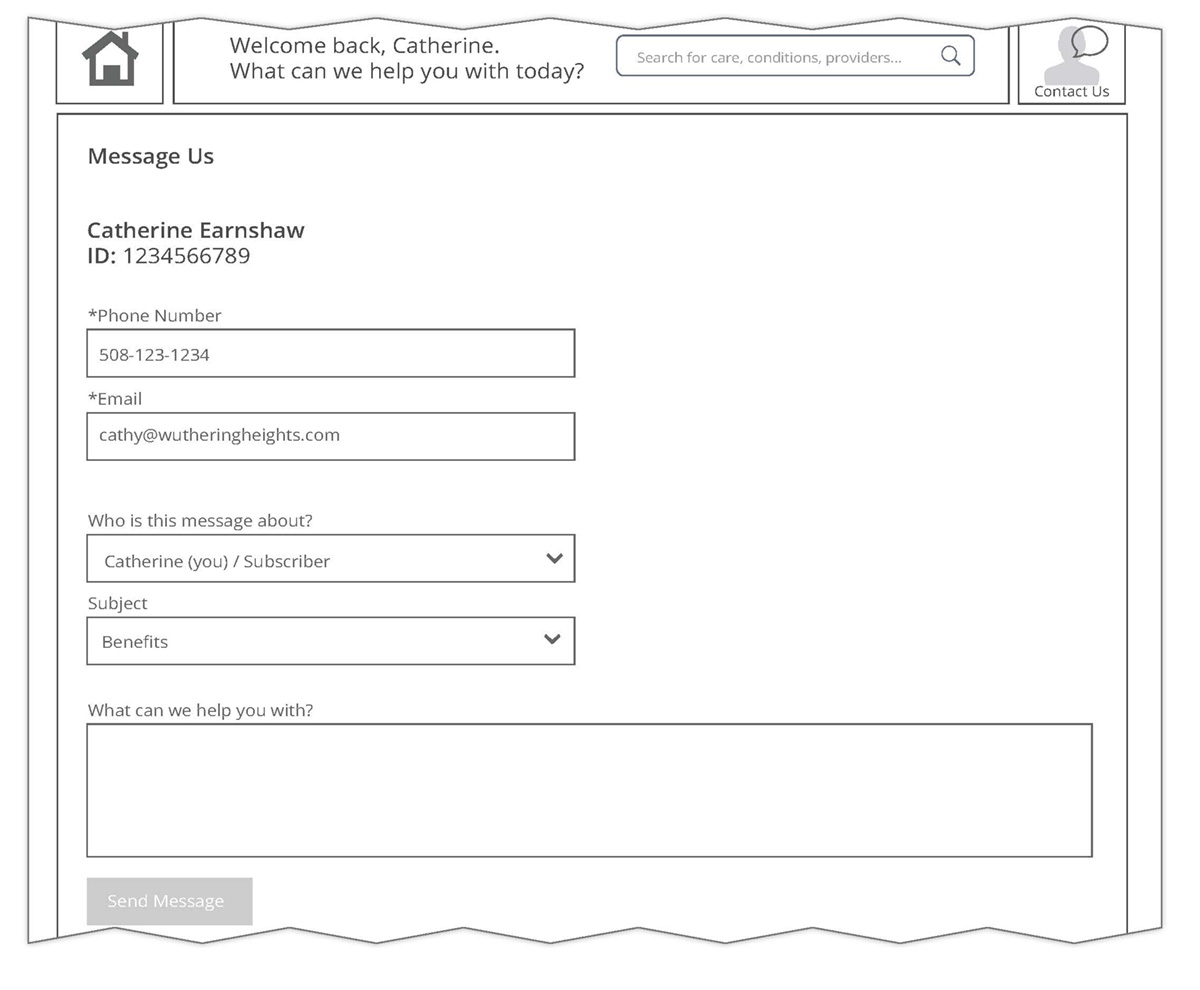 Welcome back, Catherine.
What can we help you with today?
Search for care, conditions, providers...
Contact Us
Message Us
Catherine Earnshaw
ID: 1234566789
*Phone Number
508-123-1234
*Email
cathy@wutheringheights.com
Who is this message about?
Catherine (you) / Subscriber
Subject
Benefits
What can we help you with?
Send Message